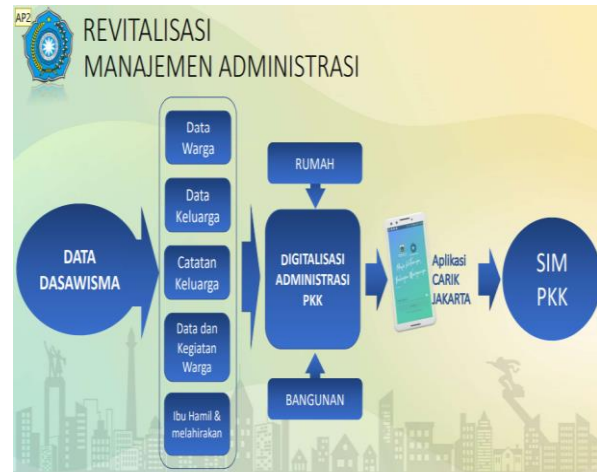 AP2
REVITALISASI
MANAJEMEN ADMINISTRASI
DATA
DASAWISMA
Data
Warga
Data
Keluarga
Catatan
Keluarga
Data dan
Kegiatan
Warga
Ibu Hamil &
melahirakan
RUMAH
DIGITALISASI
ADMINISTRASI
PKK
BANGUNAN
Aplikasi
CARIK
JAKARTA
SIM
PKK